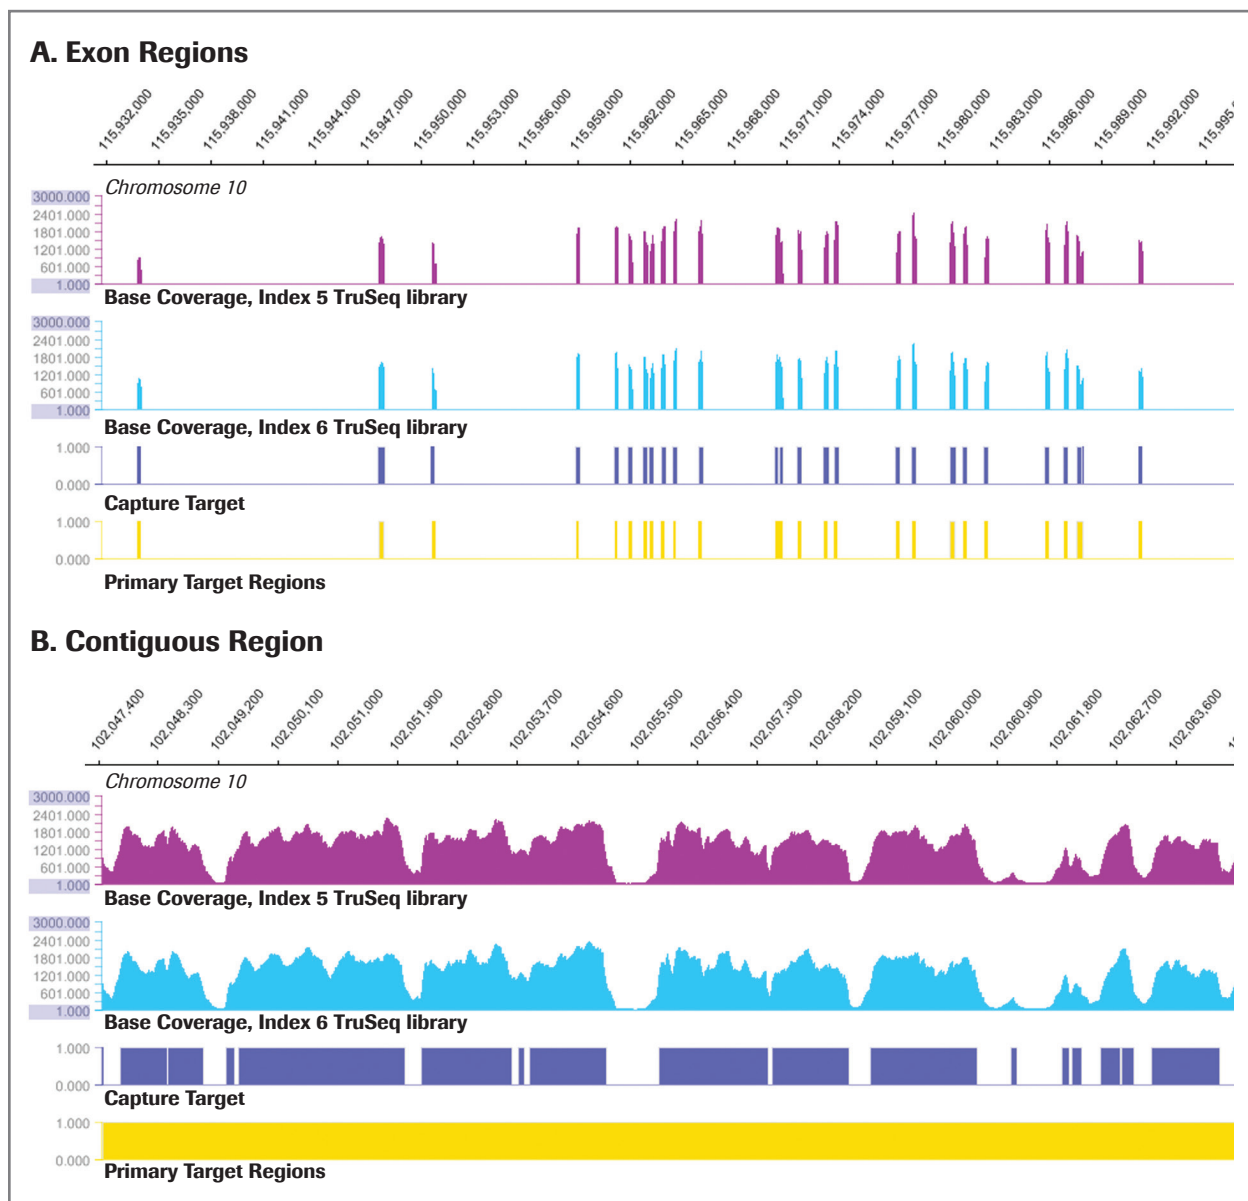 A. Exon Regions
115,932,000 115,935,000 115,938,000 115,941,000 115,944,000 115,947,000 115,950,000 115,953,000 115,956,000 115,959,000 115,962,000 115,965,000 115,968,000 115,971,000 115,974,000 115,977,000 115,980,000 115,983,000 115,986,000 115,989,000 115,992,000 115,995,
Chromosome 10
3000.000
2401.000
1801.000
1201.000
601.000
1.000
Base Coverage, Index 5 TruSeq library
3000.000
2401.000
1801.000
1201.000
601.000
1.000
Base Coverage, Index 6 TruSeq library
1.000
0.000
Capture Target
1.000
0.000
Primary Target Regions
B. Contiguous Region
102,047,400 102,048,300 102,049,200 102,050,100 102,051,000 102,051,900 102,052,800 102,053,700 102,054,600 102,055,500 102,056,400 102,057,300 102,058,200 102,059,100 102,060,000 102,060,900 102,061,800 102,062,700 102,063,600
Chromosome 10
3000.000
2401.000
1801.000
1201.000
601.000
1.000
Base Coverage, Index 5 TruSeq library
3000.000
2401.000
1801.000
1201.000
601.000
1.000
Base Coverage, Index 6 TruSeq library
1.000
0.000
Capture Target
1.000
0.000
Primary Target Regions